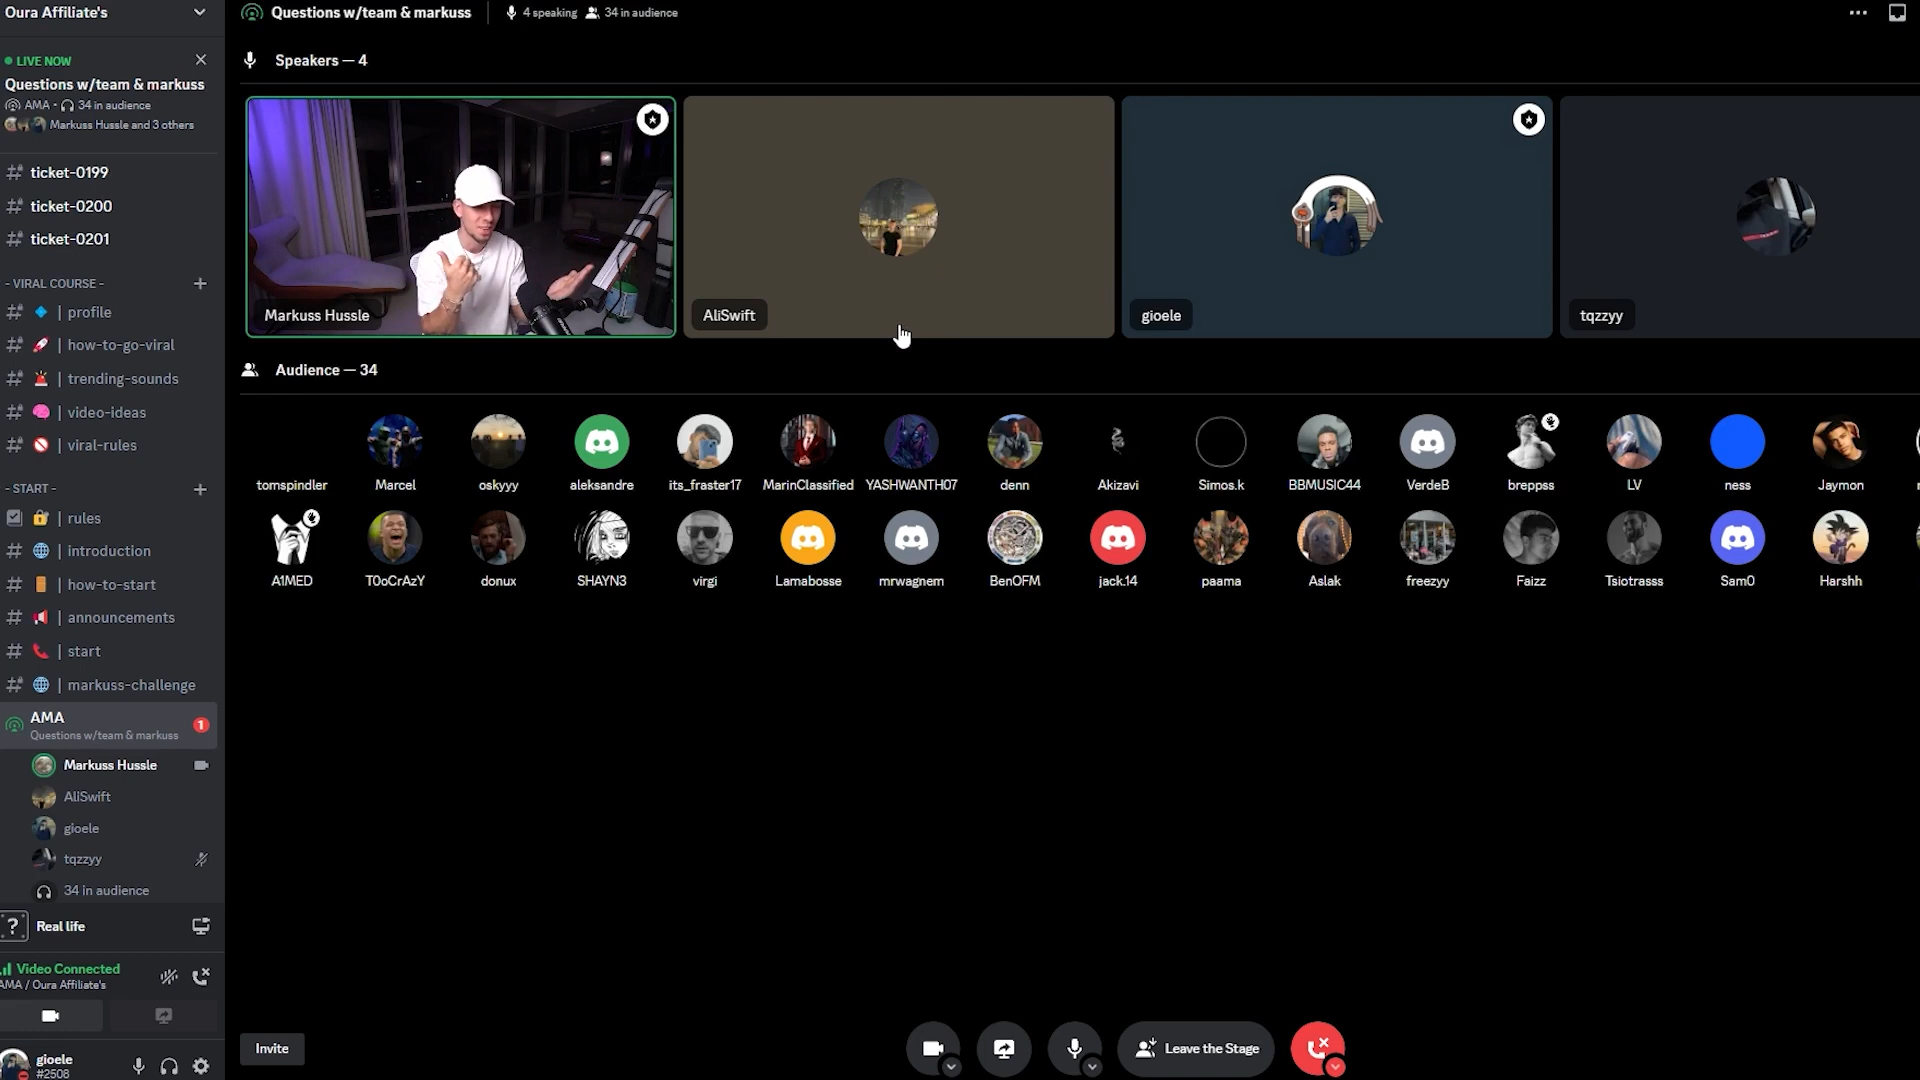 Oura Affiliate's
LIVE NOW
Questions w/team & markuss
AMA • 34 in audience
Markuss Hussle and 3 others
ticket-0199
ticket-0200
ticket-0201
- VIRAL COURSE -
| profile
| how-to-go-viral
| trending-sounds
| video-ideas
| viral-rules
- START -
| rules
| introduction
| how-to-start
| announcements
| start
| markuss-challenge
AMA
1
Questions w/team & markuss
Markuss Hussle
AliSwift
gioele
tqzzyy
34 in audience
? Real life
Video Connected
AMA / Oura Affiliate's
gioele
#2508
Questions w/team & markuss
4 speaking 34 in audience
Speakers — 4
Markuss Hussle
AliSwift
gioele
tqzzyy
Audience — 34
tomspindler Marcel oskyyy aleksandre its_fraster17 MarinClassified YASHWANTH07 denn Akizavi Simos.k BBMUSIC44 VerdeB breppss LV ness Jaymon
A1MED T0oCrAzY donux SHAYN3 virgi Lamabosse mrwagnem BenOFM jack.14 paama Aslak freezyy Faizz Tsiotrasss Sam0 Harshh
Invite
Leave the Stage